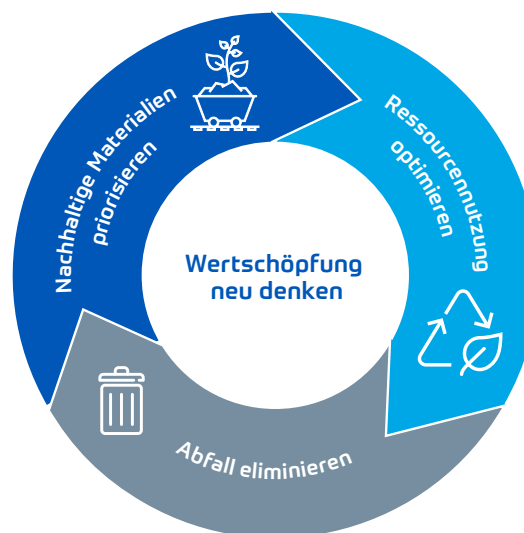 Nachhaltige Materialien
priorisieren
Ressourcennutzung
optimieren
Wertschöpfung
neu denken
Abfall eliminieren